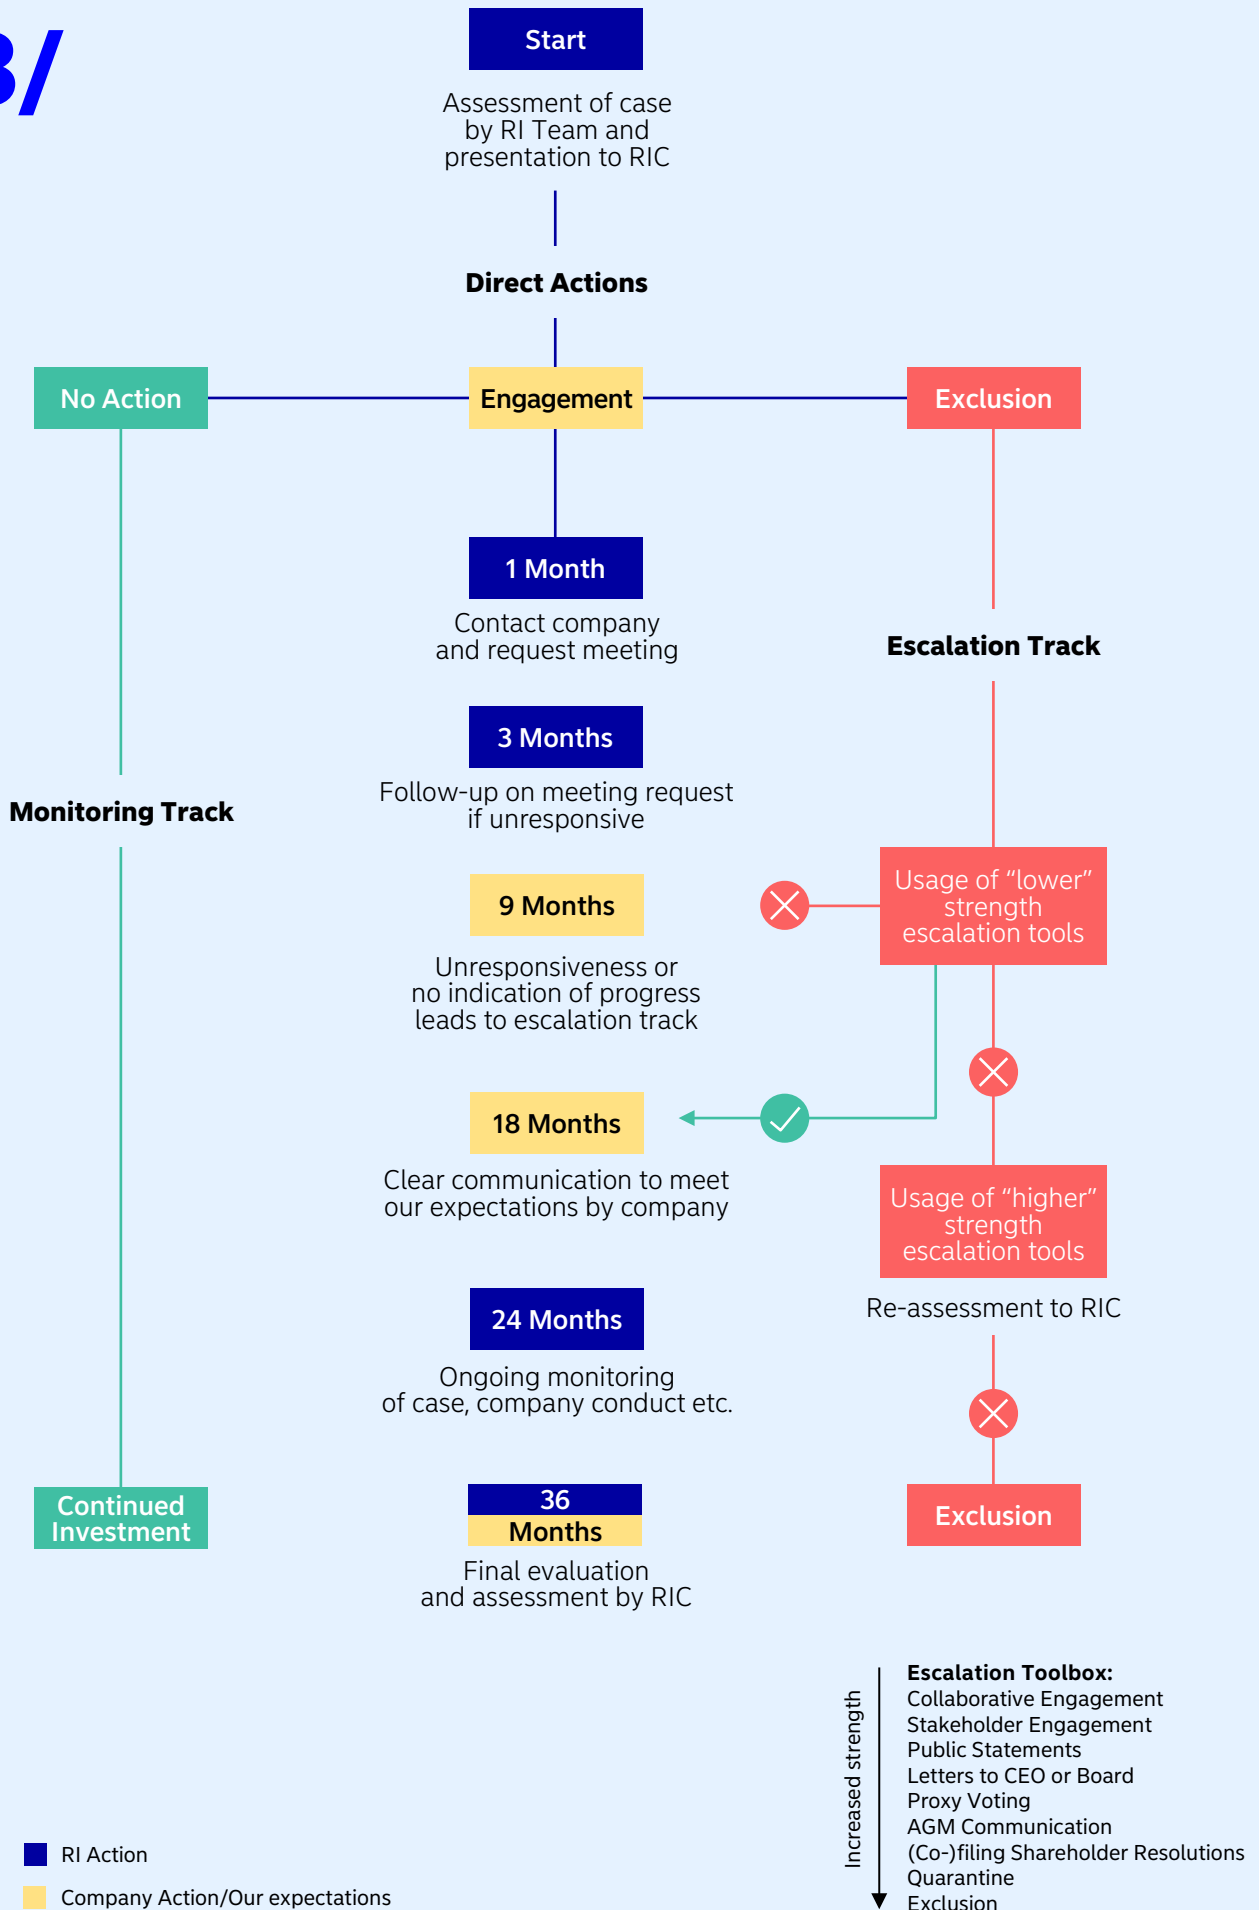 Start
Assessment of case
by RI Team and
presentation to RIC
Direct Actions
No Action
Engagement
Exclusion
1 Month
Contact company
and request meeting
Escalation Track
3 Months
Follow-up on meeting request
if unresponsive
Monitoring Track
Usage of “lower”
strength
escalation tools
9 Months
Unresponsiveness or
no indication of progress
leads to escalation track
18 Months
Clear communication to meet
our expectations by company
Usage of “higher”
strength
escalation tools
Re-assessment to RIC
24 Months
Ongoing monitoring
of case, company conduct etc.
Continued
Investment
36
Months
Final evaluation
and assessment by RIC
Exclusion
Increased strength
Escalation Toolbox:
Collaborative Engagement
Stakeholder Engagement
Public Statements
Letters to CEO or Board
Proxy Voting
AGM Communication
(Co-)filing Shareholder Resolutions
Quarantine
Exclusion
RI Action
Company Action/Our expectations